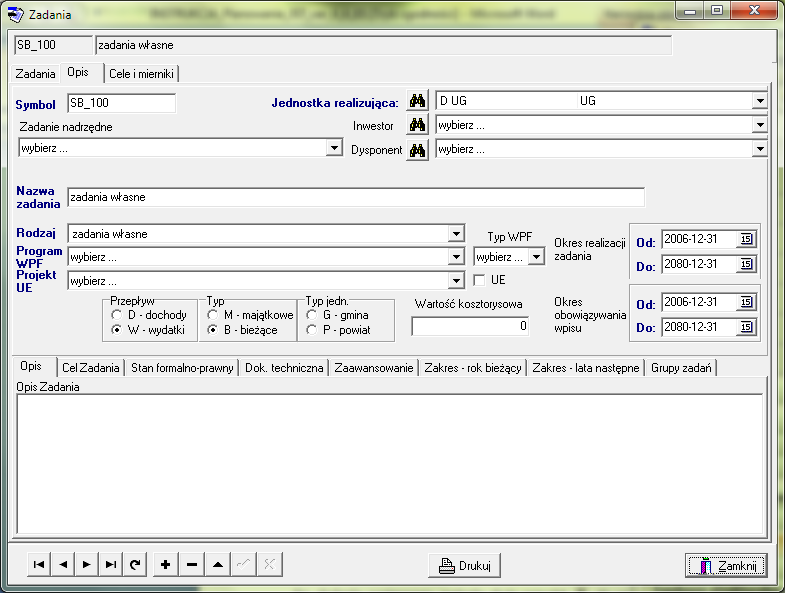 Zadania
SB_100 zadania własne
Zadania Opis Cele i mierniki
Symbol SB_100 Jednostka realizująca: D UG UG
Zadanie nadrzędne Inwestor wybierz ...
wybierz ... Dysponent wybierz ...
Nazwa zadania zadania własne
Rodzaj zadania własne Typ WPF
Program WPF wybierz ... wybierz ...
Projekt UE wybierz ... UE
Okres realizacji zadania
Od: 2006-12-31 15
Do: 2080-12-31 15
Przepływ Typ Typ jedn. Wartość kosztorysowa
D - dochody M - majątkowe G - gmina
W - wydatki B - bieżące P - powiat 0
Okres obowiązywania wpisu
Od: 2006-12-31 15
Do: 2080-12-31 15
Opis Cel Zadania Stan formalno-prawny Dok. techniczna Zaawansowanie Zakres - rok bieżący Zakres - lata następne Grupy zadań
Opis Zadania
Drukuj Zamknij